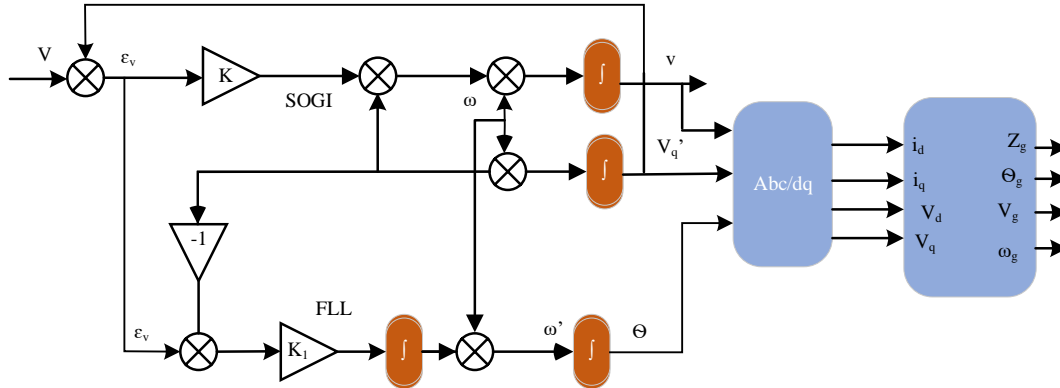 V
εv
K
SOGI
ω
∫
v
∫
Vq’
Abc/dq
id
iq
Vd
Vq
Zg
Θg
Vg
ωg
-1
εv
K1
FLL
∫
ω’
∫
Θ